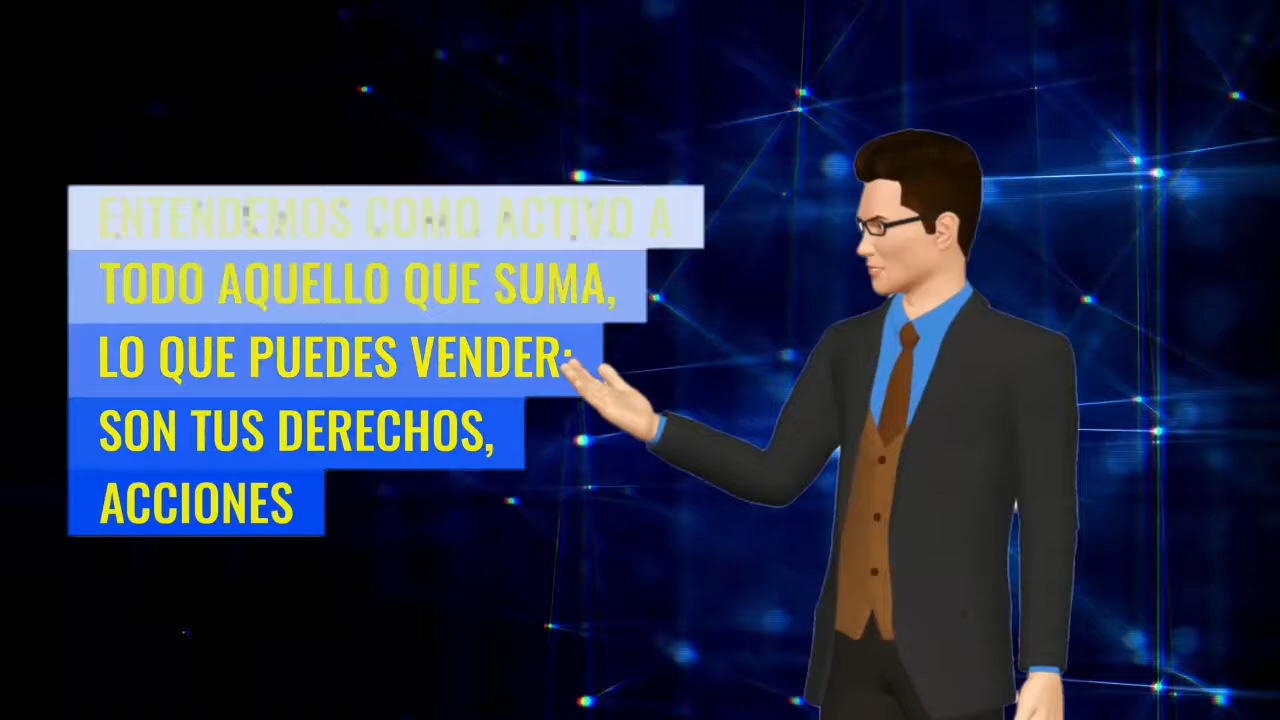 ENTENDEMOS COMO ACTIVO A
TODO AQUELLO QUE SUMA,
LO QUE PUEDES VENDER:
SON TUS DERECHOS,
ACCIONES